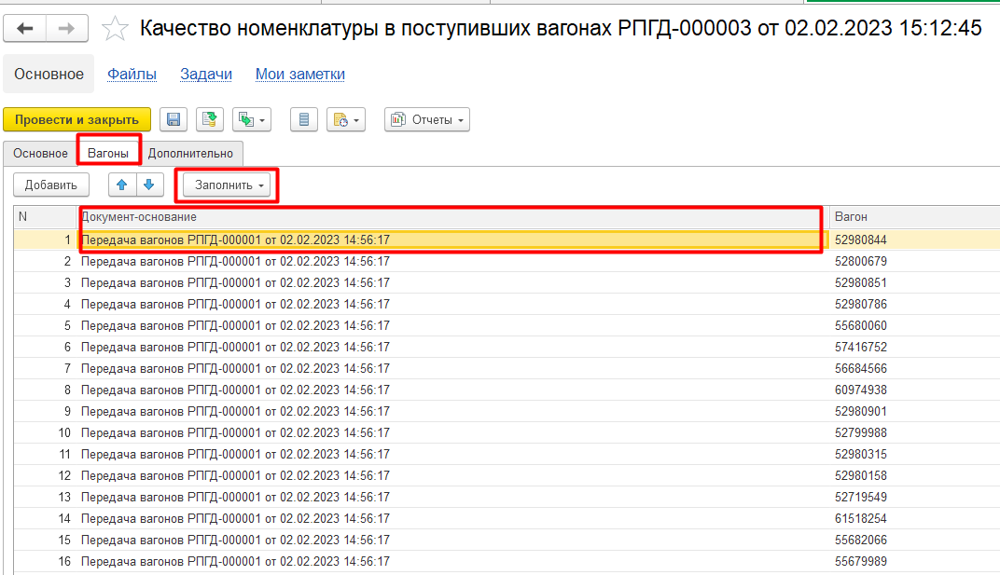 Качество номенклатуры в поступивших вагонах РПГД-000003 от 02.02.2023 15:12:45
Основное Файлы Задачи Мои заметки
Провести и закрыть Отчеты
Основное Вагоны Дополнительно
Добавить Заполнить
N Документ-основание Вагон
1 Передача вагонов РПГД-000001 от 02.02.2023 14:56:17 52980844
2 Передача вагонов РПГД-000001 от 02.02.2023 14:56:17 52800679
3 Передача вагонов РПГД-000001 от 02.02.2023 14:56:17 52980851
4 Передача вагонов РПГД-000001 от 02.02.2023 14:56:17 52980786
5 Передача вагонов РПГД-000001 от 02.02.2023 14:56:17 55680060
6 Передача вагонов РПГД-000001 от 02.02.2023 14:56:17 57416752
7 Передача вагонов РПГД-000001 от 02.02.2023 14:56:17 56684566
8 Передача вагонов РПГД-000001 от 02.02.2023 14:56:17 60974938
9 Передача вагонов РПГД-000001 от 02.02.2023 14:56:17 52980901
10 Передача вагонов РПГД-000001 от 02.02.2023 14:56:17 52799988
11 Передача вагонов РПГД-000001 от 02.02.2023 14:56:17 52980315
12 Передача вагонов РПГД-000001 от 02.02.2023 14:56:17 52980158
13 Передача вагонов РПГД-000001 от 02.02.2023 14:56:17 52719549
14 Передача вагонов РПГД-000001 от 02.02.2023 14:56:17 61518254
15 Передача вагонов РПГД-000001 от 02.02.2023 14:56:17 55682066
16 Передача вагонов РПГД-000001 от 02.02.2023 14:56:17 55679989